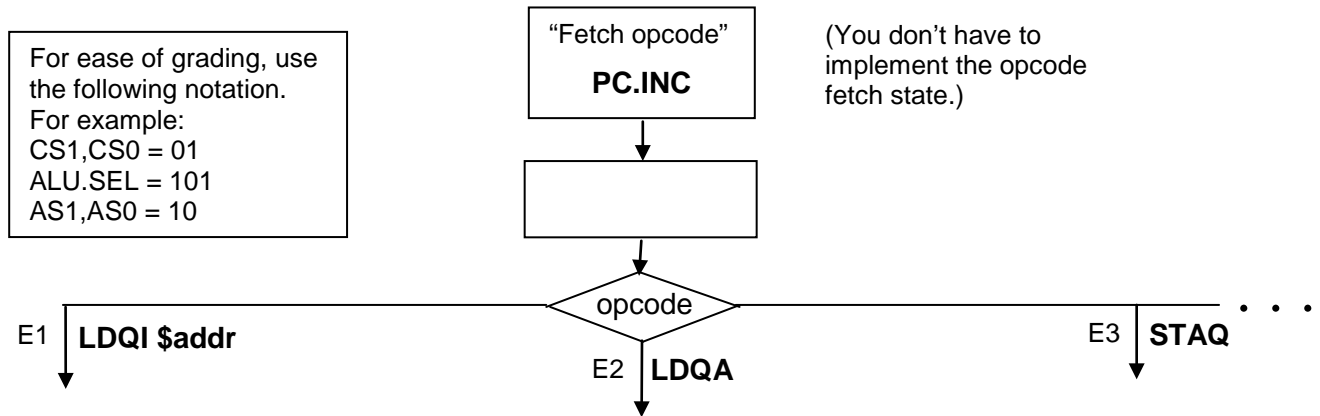 For ease of grading, use
the following notation.
For example:
CS1,CS0 = 01
ALU.SEL = 101
AS1,AS0 = 10
“Fetch opcode”
PC.INC
(You don’t have to
implement the opcode
fetch state.)
opcode
E1 LDQI $addr
E2 LDQA
E3 STAQ
. . .